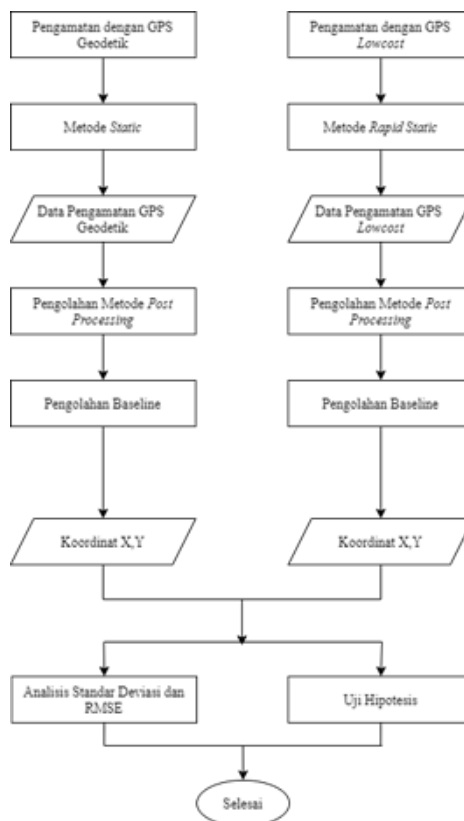 Pengamatan dengan GPS
Geodetik
Pengamatan dengan GPS
Lowcost
Metode Static
Metode Rapid Static
Data Pengamatan GPS
Geodetik
Data Pengamatan GPS
Lowcost
Pengolahan Metode Post
Processing
Pengolahan Metode Post
Processing
Pengolahan Baseline
Pengolahan Baseline
Koordinat X,Y
Koordinat X,Y
Analisis Standar Deviasi dan
RMSE
Uji Hipotesis
Selesai